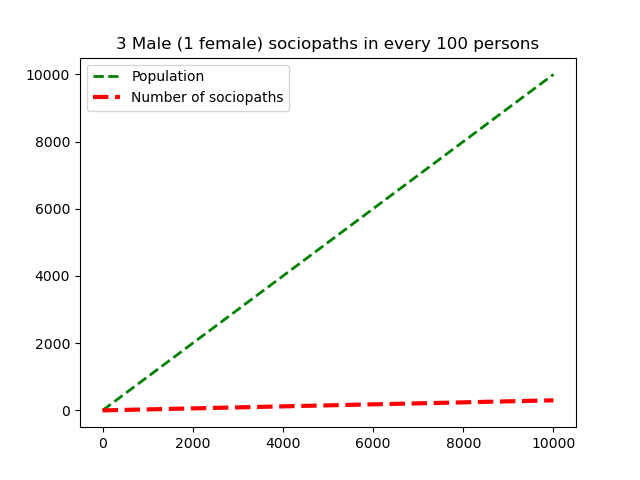 3 Male (1 female) sociopaths in every 100 persons
Population
Number of sociopaths
10000
8000
6000
4000
2000
0
0 2000 4000 6000 8000 10000